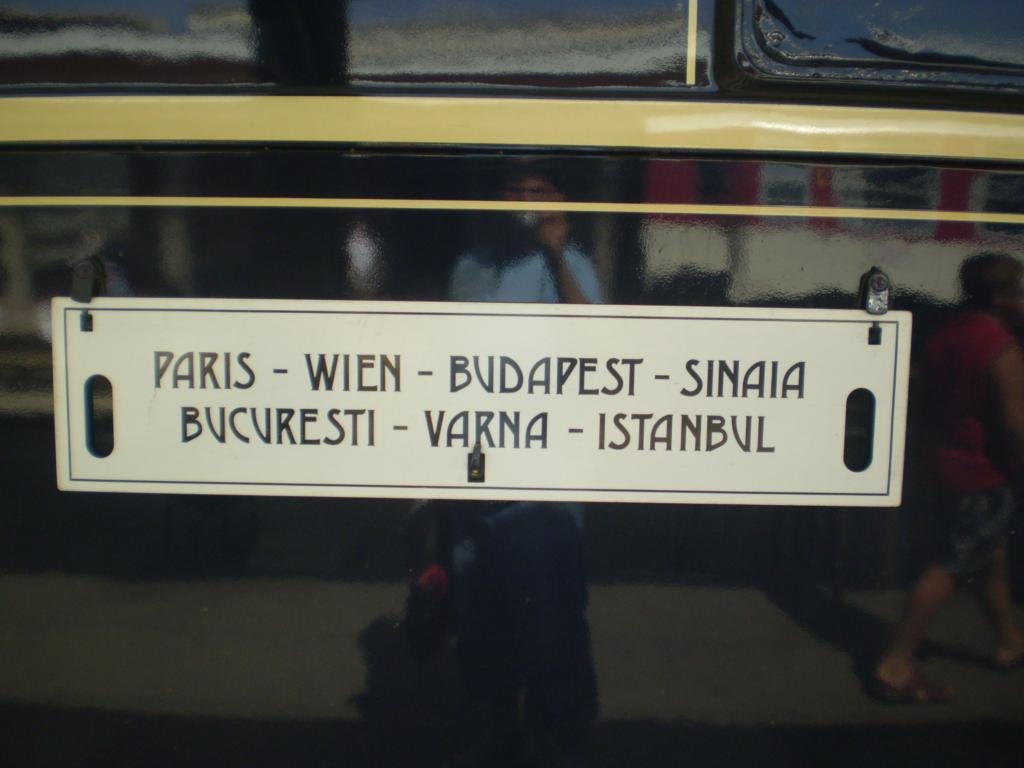 PARIS - WIEN - BUDAPEST - SINAIA
BUCURESTI - VARNA - ISTANBUL